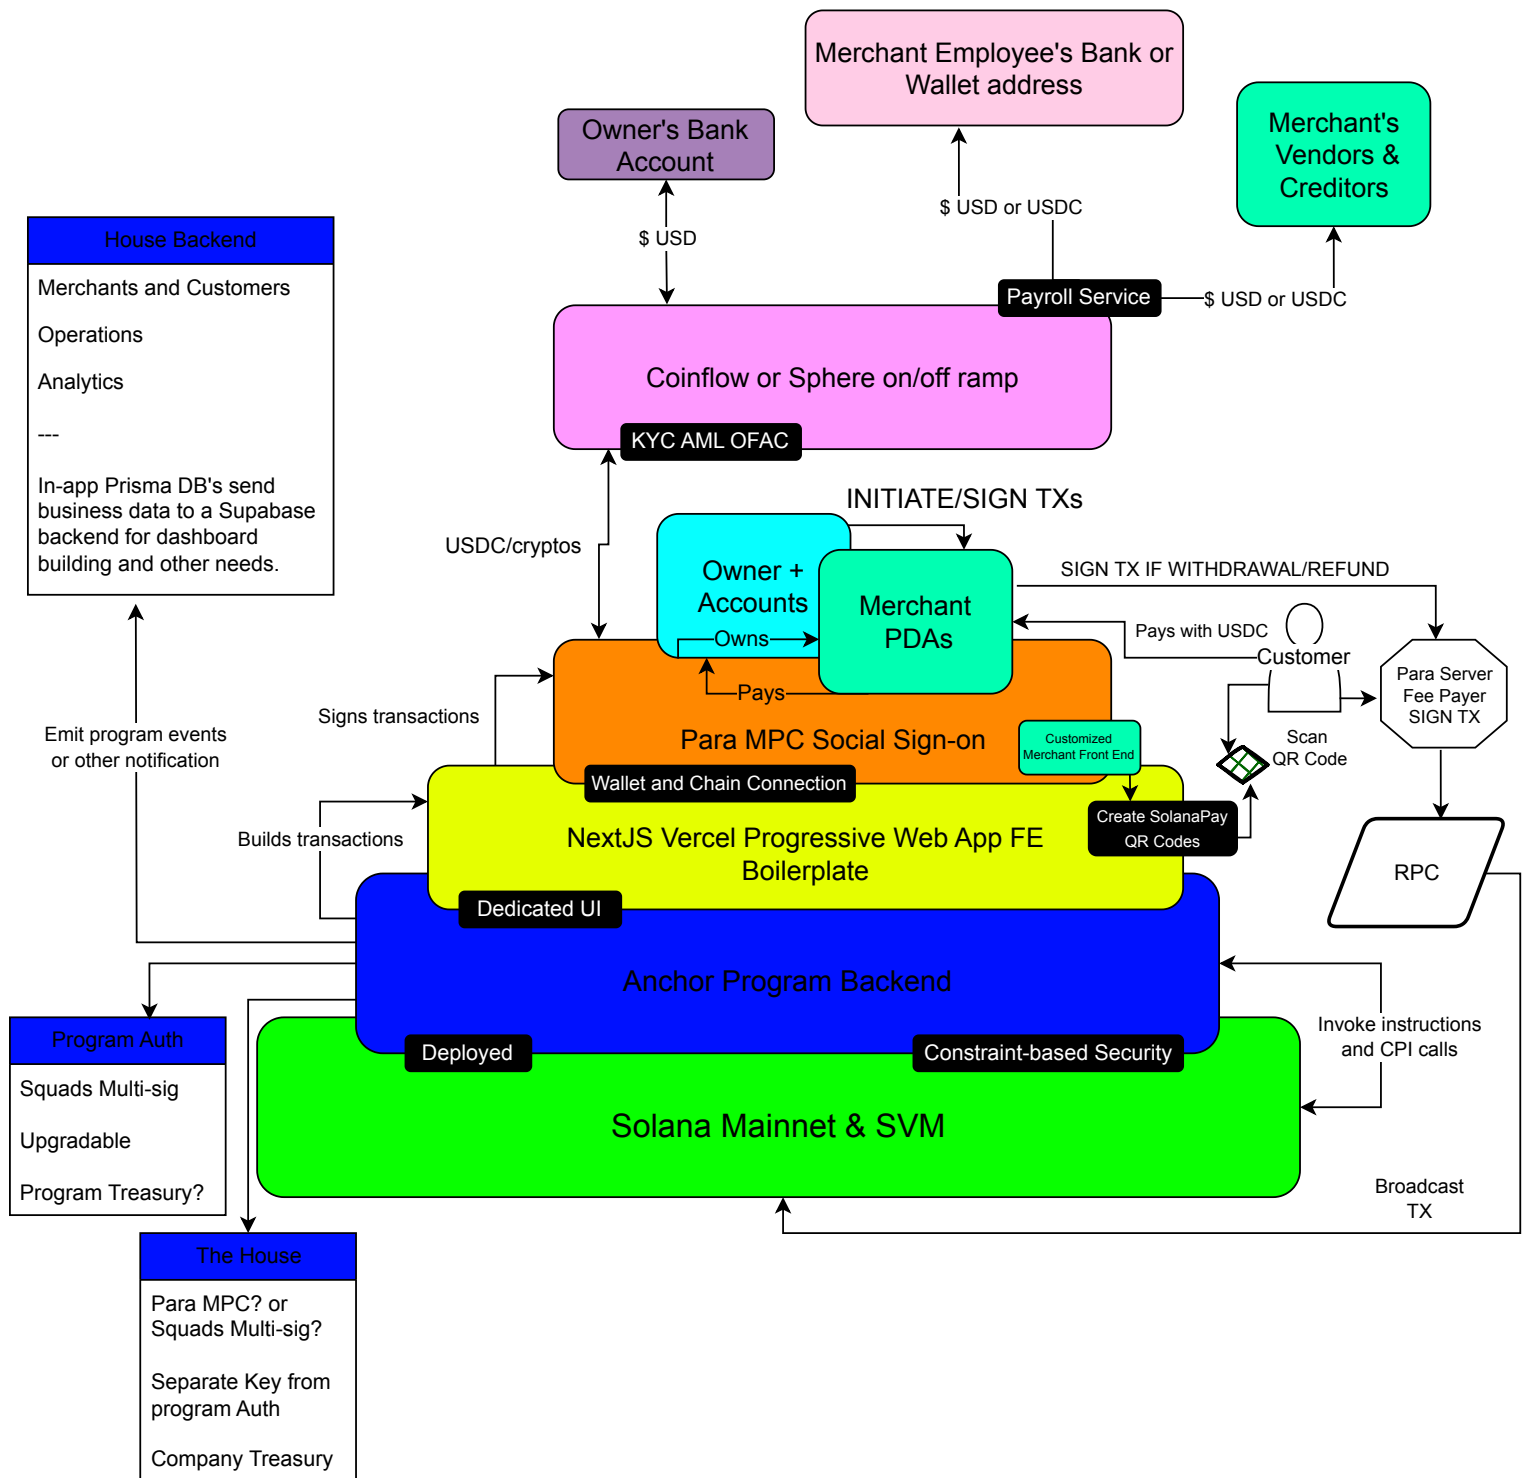 Merchant Employee's Bank or
Wallet address
Owner's Bank
Account
Merchant's
Vendors &
Creditors
$ USD or USDC
$ USD
House Backend
Merchants and Customers
Operations
Analytics
---
In-app Prisma DB's send
business data to a Supabase
backend for dashboard
building and other needs.
Payroll Service
$ USD or USDC
Coinflow or Sphere on/off ramp
KYC AML OFAC
USDC/cryptos
INITIATE/SIGN TXs
Owner +
Accounts
Merchant
PDAs
Owns
Pays
SIGN TX IF WITHDRAWAL/REFUND
Pays with USDC
Customer
Para Server
Fee Payer
SIGN TX
Scan
QR Code
Signs transactions
Para MPC Social Sign-on
Customized
Merchant Front End
Wallet and Chain Connection
Emit program events
or other notification
Builds transactions
NextJS Vercel Progressive Web App FE
Boilerplate
Create SolanaPay
QR Codes
RPC
Dedicated UI
Anchor Program Backend
Deployed
Constraint-based Security
Invoke instructions
and CPI calls
Program Auth
Squads Multi-sig
Upgradable
Program Treasury?
Solana Mainnet & SVM
Broadcast
TX
The House
Para MPC? or
Squads Multi-sig?
Separate Key from
program Auth
Company Treasury